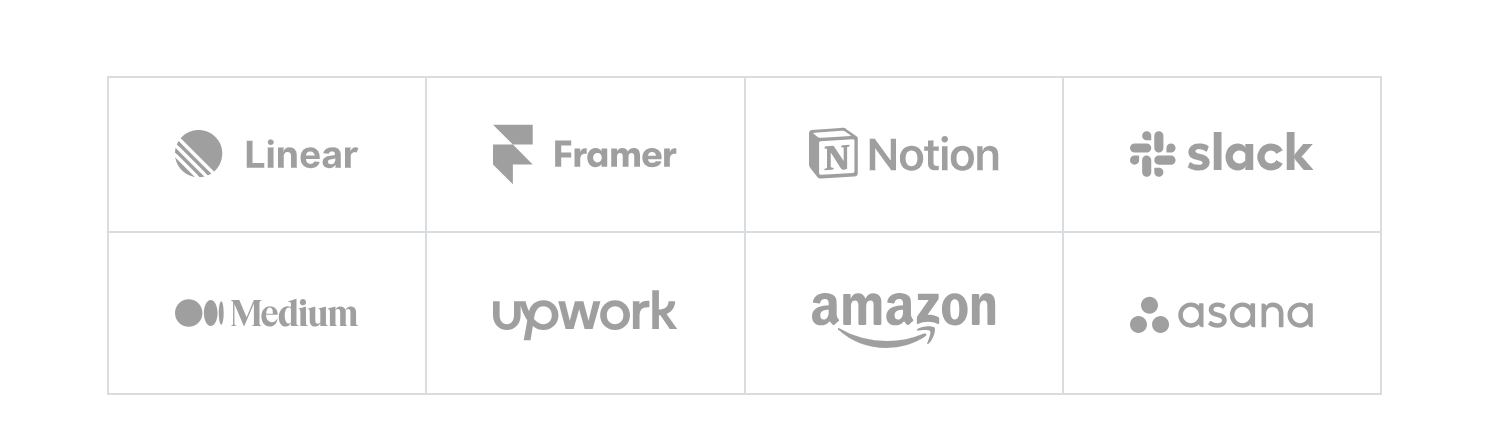 Linear
Framer
Notion
slack
Medium
upwork
amazon
asana